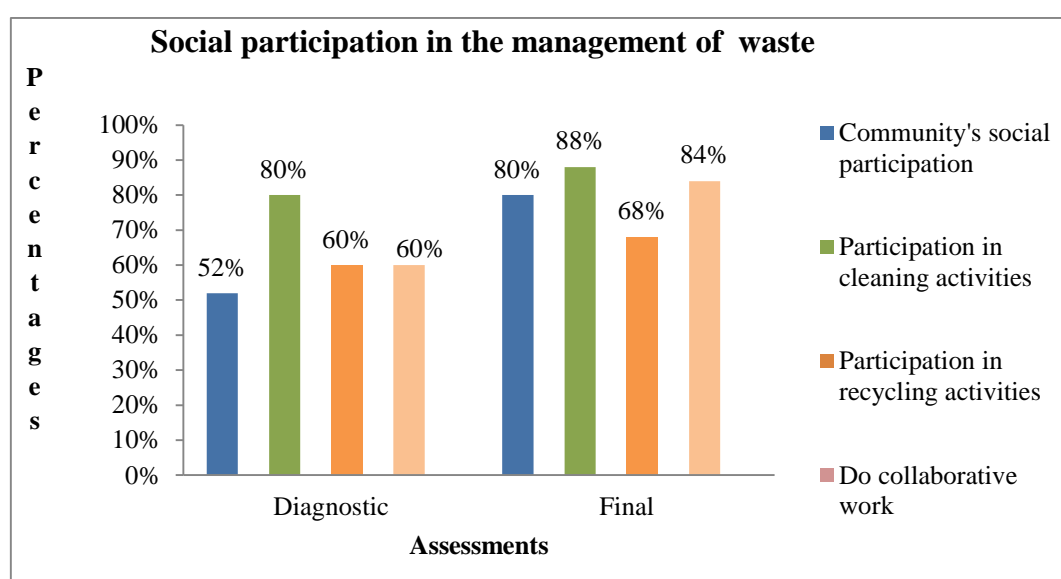 Social participation in the management of  waste
Percentages
100%
90%
80%
70%
60%
50%
40%
30%
20%
10%
0%
52%
80%
60%
60%
80%
88%
68%
84%
Diagnostic
Final
Assessments
Community's social
participation
Participation in
cleaning activities
Participation in
recycling activities
Do collaborative
work